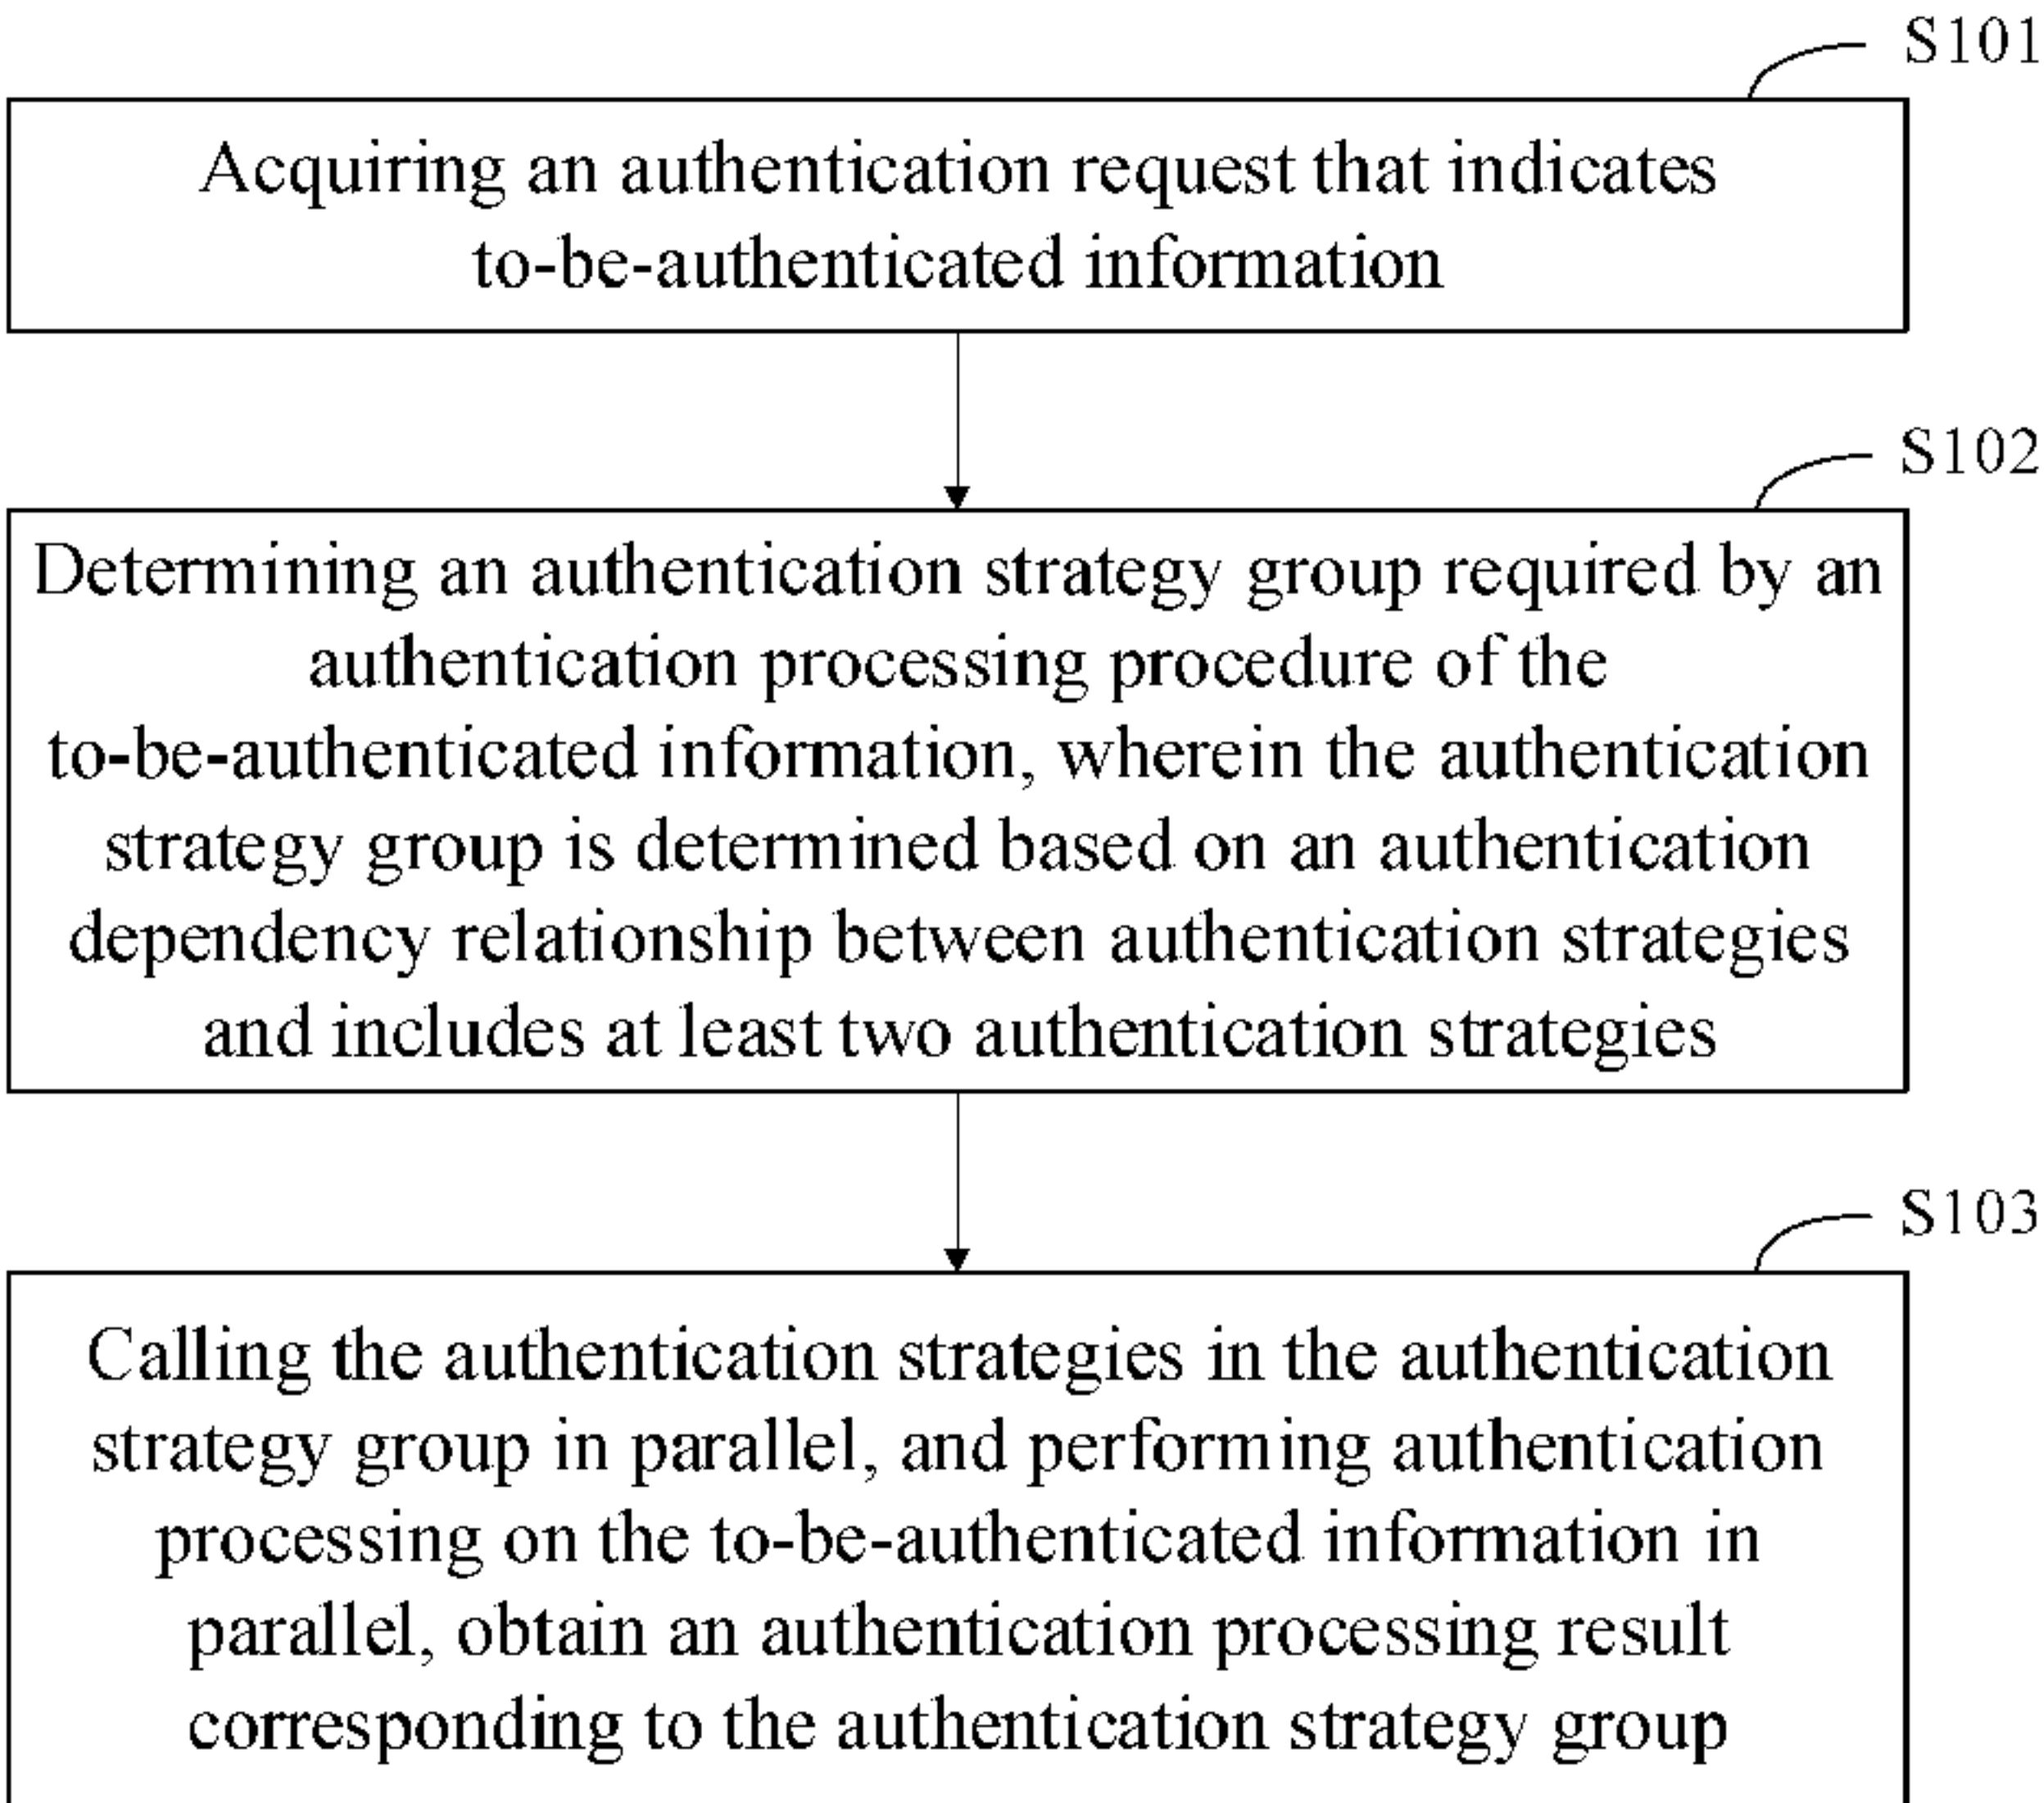 S101
Acquiring an authentication request that indicates
to-be-authenticated information
S102
Determining an authentication strategy group required by an
authentication processing procedure of the
to-be-authenticated information, wherein the authentication
strategy group is determined based on an authentication
dependency relationship between authentication strategies
and includes at least two authentication strategies
S103
Calling the authentication strategies in the authentication
strategy group in parallel, and performing authentication
processing on the to-be-authenticated information in
parallel, obtain an authentication processing result
corresponding to the authentication strategy group